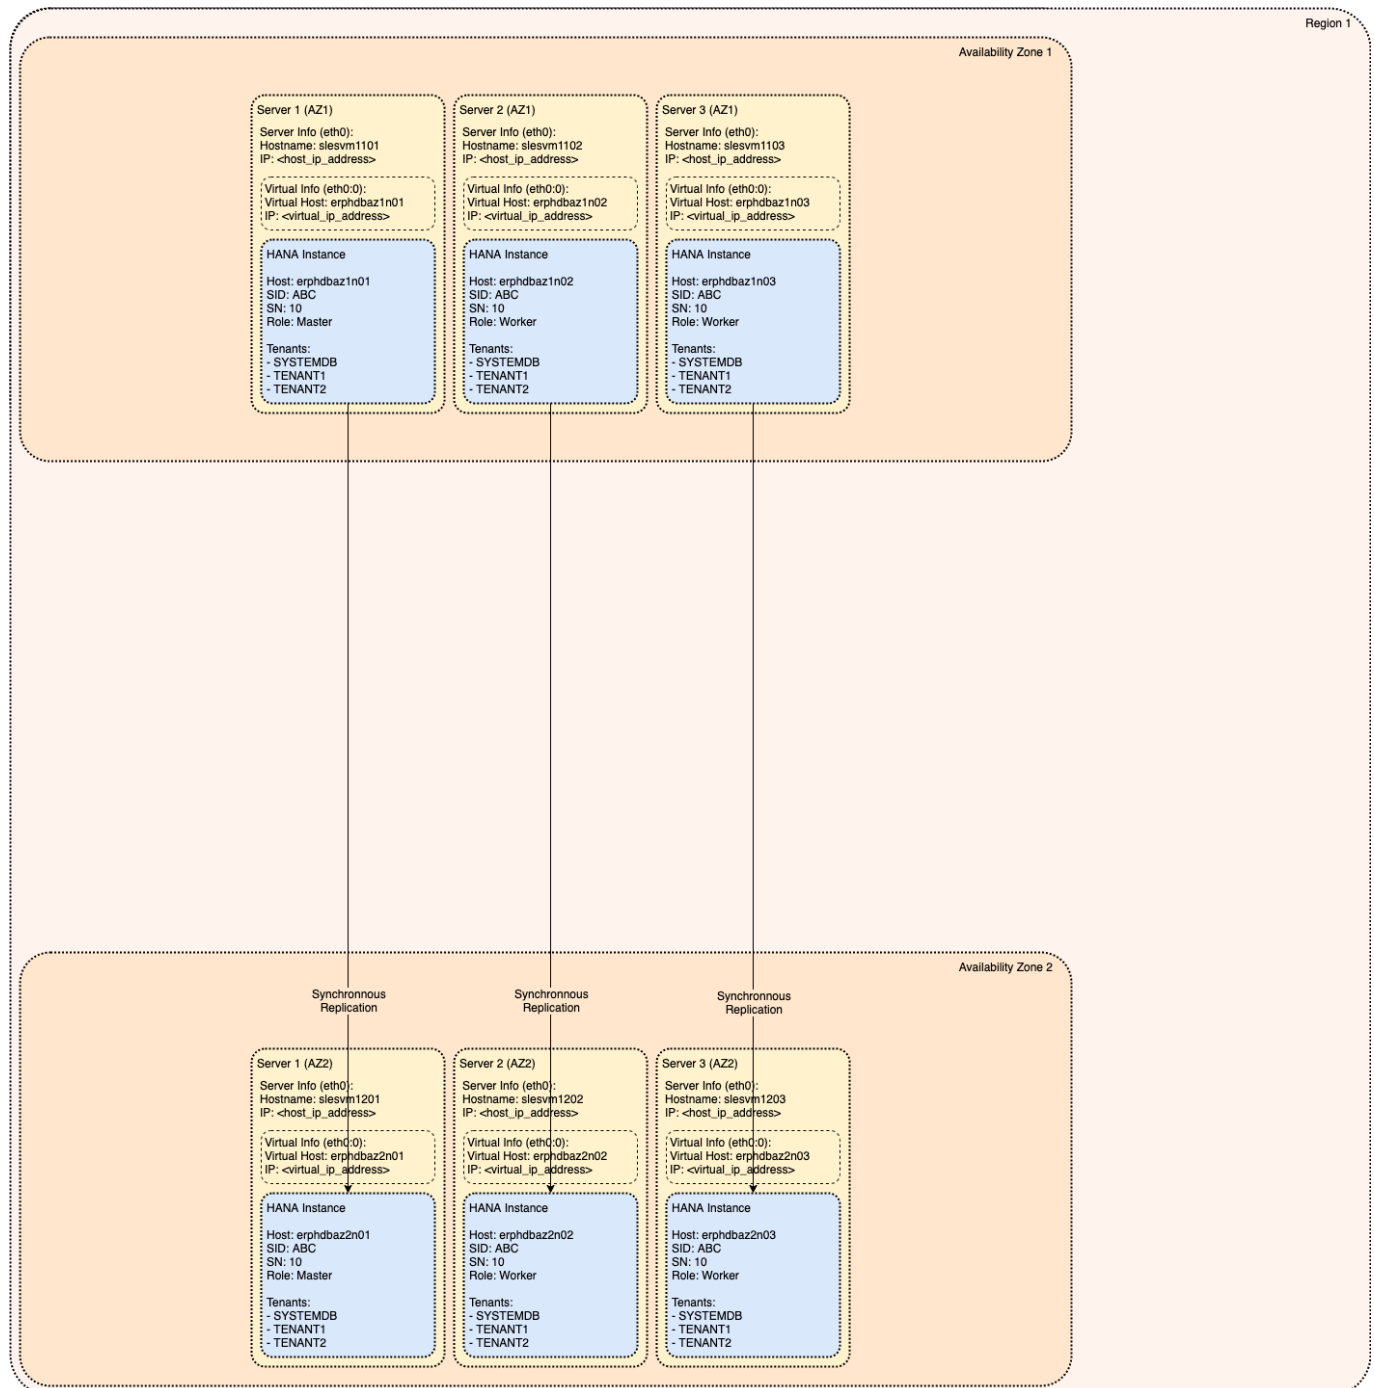 Region 1
Availability Zone 1
Server 1 (AZ1)
Server Info (eth0):
Hostname: slesvm1101
IP: <host_ip_address>
Virtual Info (eth0:0):
Virtual Host: erphdbaz1n01
IP: <virtual_ip_address>
HANA Instance
Host: erphdbaz1n01
SID: ABC
SN: 10
Role: Master
Tenants:
- SYSTEMDB
- TENANT1
- TENANT2
Server 2 (AZ1)
Server Info (eth0):
Hostname: slesvm1102
IP: <host_ip_address>
Virtual Info (eth0:0):
Virtual Host: erphdbaz1n02
IP: <virtual_ip_address>
HANA Instance
Host: erphdbaz1n02
SID: ABC
SN: 10
Role: Worker
Tenants:
- SYSTEMDB
- TENANT1
- TENANT2
Server 3 (AZ1)
Server Info (eth0):
Hostname: slesvm1103
IP: <host_ip_address>
Virtual Info (eth0:0):
Virtual Host: erphdbaz1n03
IP: <virtual_ip_address>
HANA Instance
Host: erphdbaz1n03
SID: ABC
SN: 10
Role: Worker
Tenants:
- SYSTEMDB
- TENANT1
- TENANT2
Availability Zone 2
Synchronnous
Replication
Synchronnous
Replication
Synchronnous
Replication
Server 1 (AZ2)
Server Info (eth0):
Hostname: slesvm1201
IP: <host_ip_address>
Virtual Info (eth0:0):
Virtual Host: erphdbaz2n01
IP: <virtual_ip_address>
HANA Instance
Host: erphdbaz2n01
SID: ABC
SN: 10
Role: Master
Tenants:
- SYSTEMDB
- TENANT1
- TENANT2
Server 2 (AZ2)
Server Info (eth0):
Hostname: slesvm1202
IP: <host_ip_address>
Virtual Info (eth0:0):
Virtual Host: erphdbaz2n02
IP: <virtual_ip_address>
HANA Instance
Host: erphdbaz2n02
SID: ABC
SN: 10
Role: Worker
Tenants:
- SYSTEMDB
- TENANT1
- TENANT2
Server 3 (AZ2)
Server Info (eth0):
Hostname: slesvm1203
IP: <host_ip_address>
Virtual Info (eth0:0):
Virtual Host: erphdbaz2n03
IP: <virtual_ip_address>
HANA Instance
Host: erphdbaz2n03
SID: ABC
SN: 10
Role: Worker
Tenants:
- SYSTEMDB
- TENANT1
- TENANT2